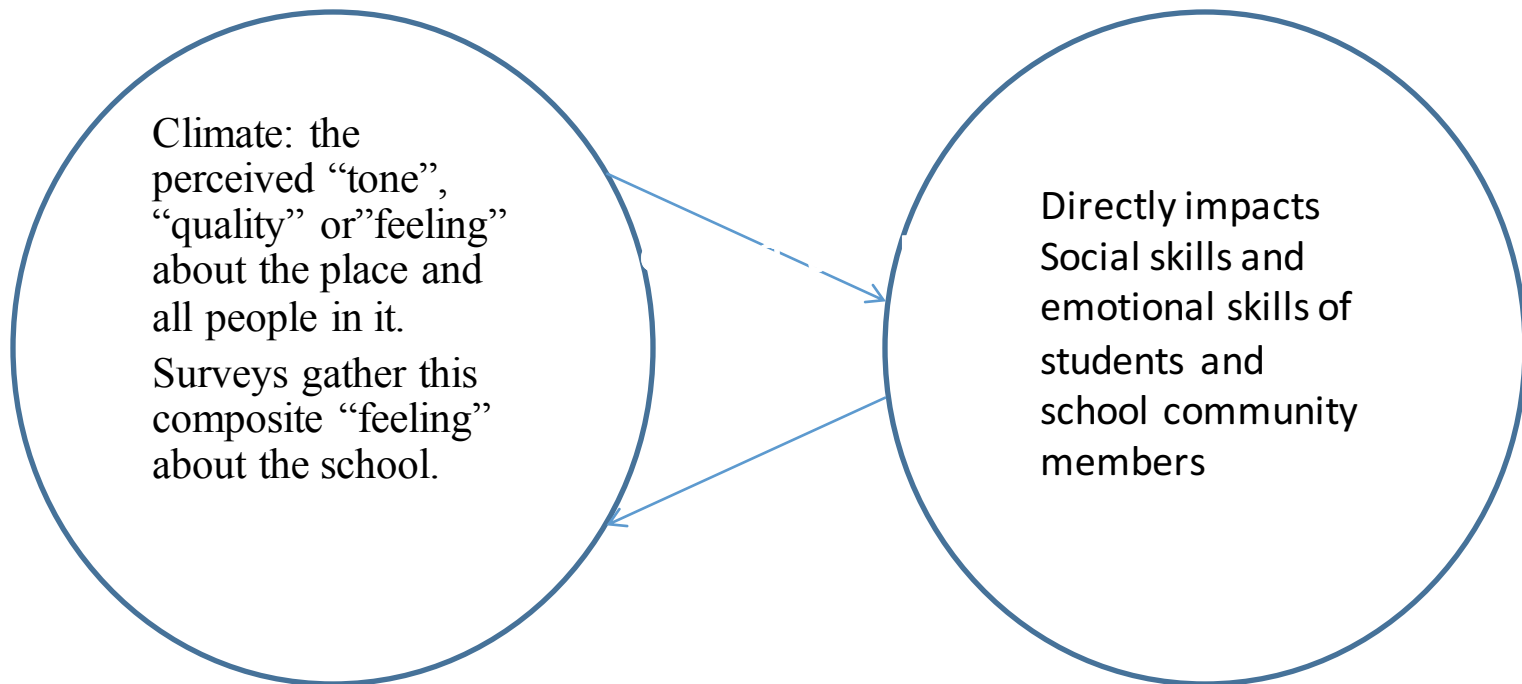 Climate: the
perceived “tone”,
“quality” or”feeling”
about the place and
all people in it.
Surveys gather this
composite “feeling”
about the school.
Directly impacts
Social skills and
emotional skills of
students and
school community
members